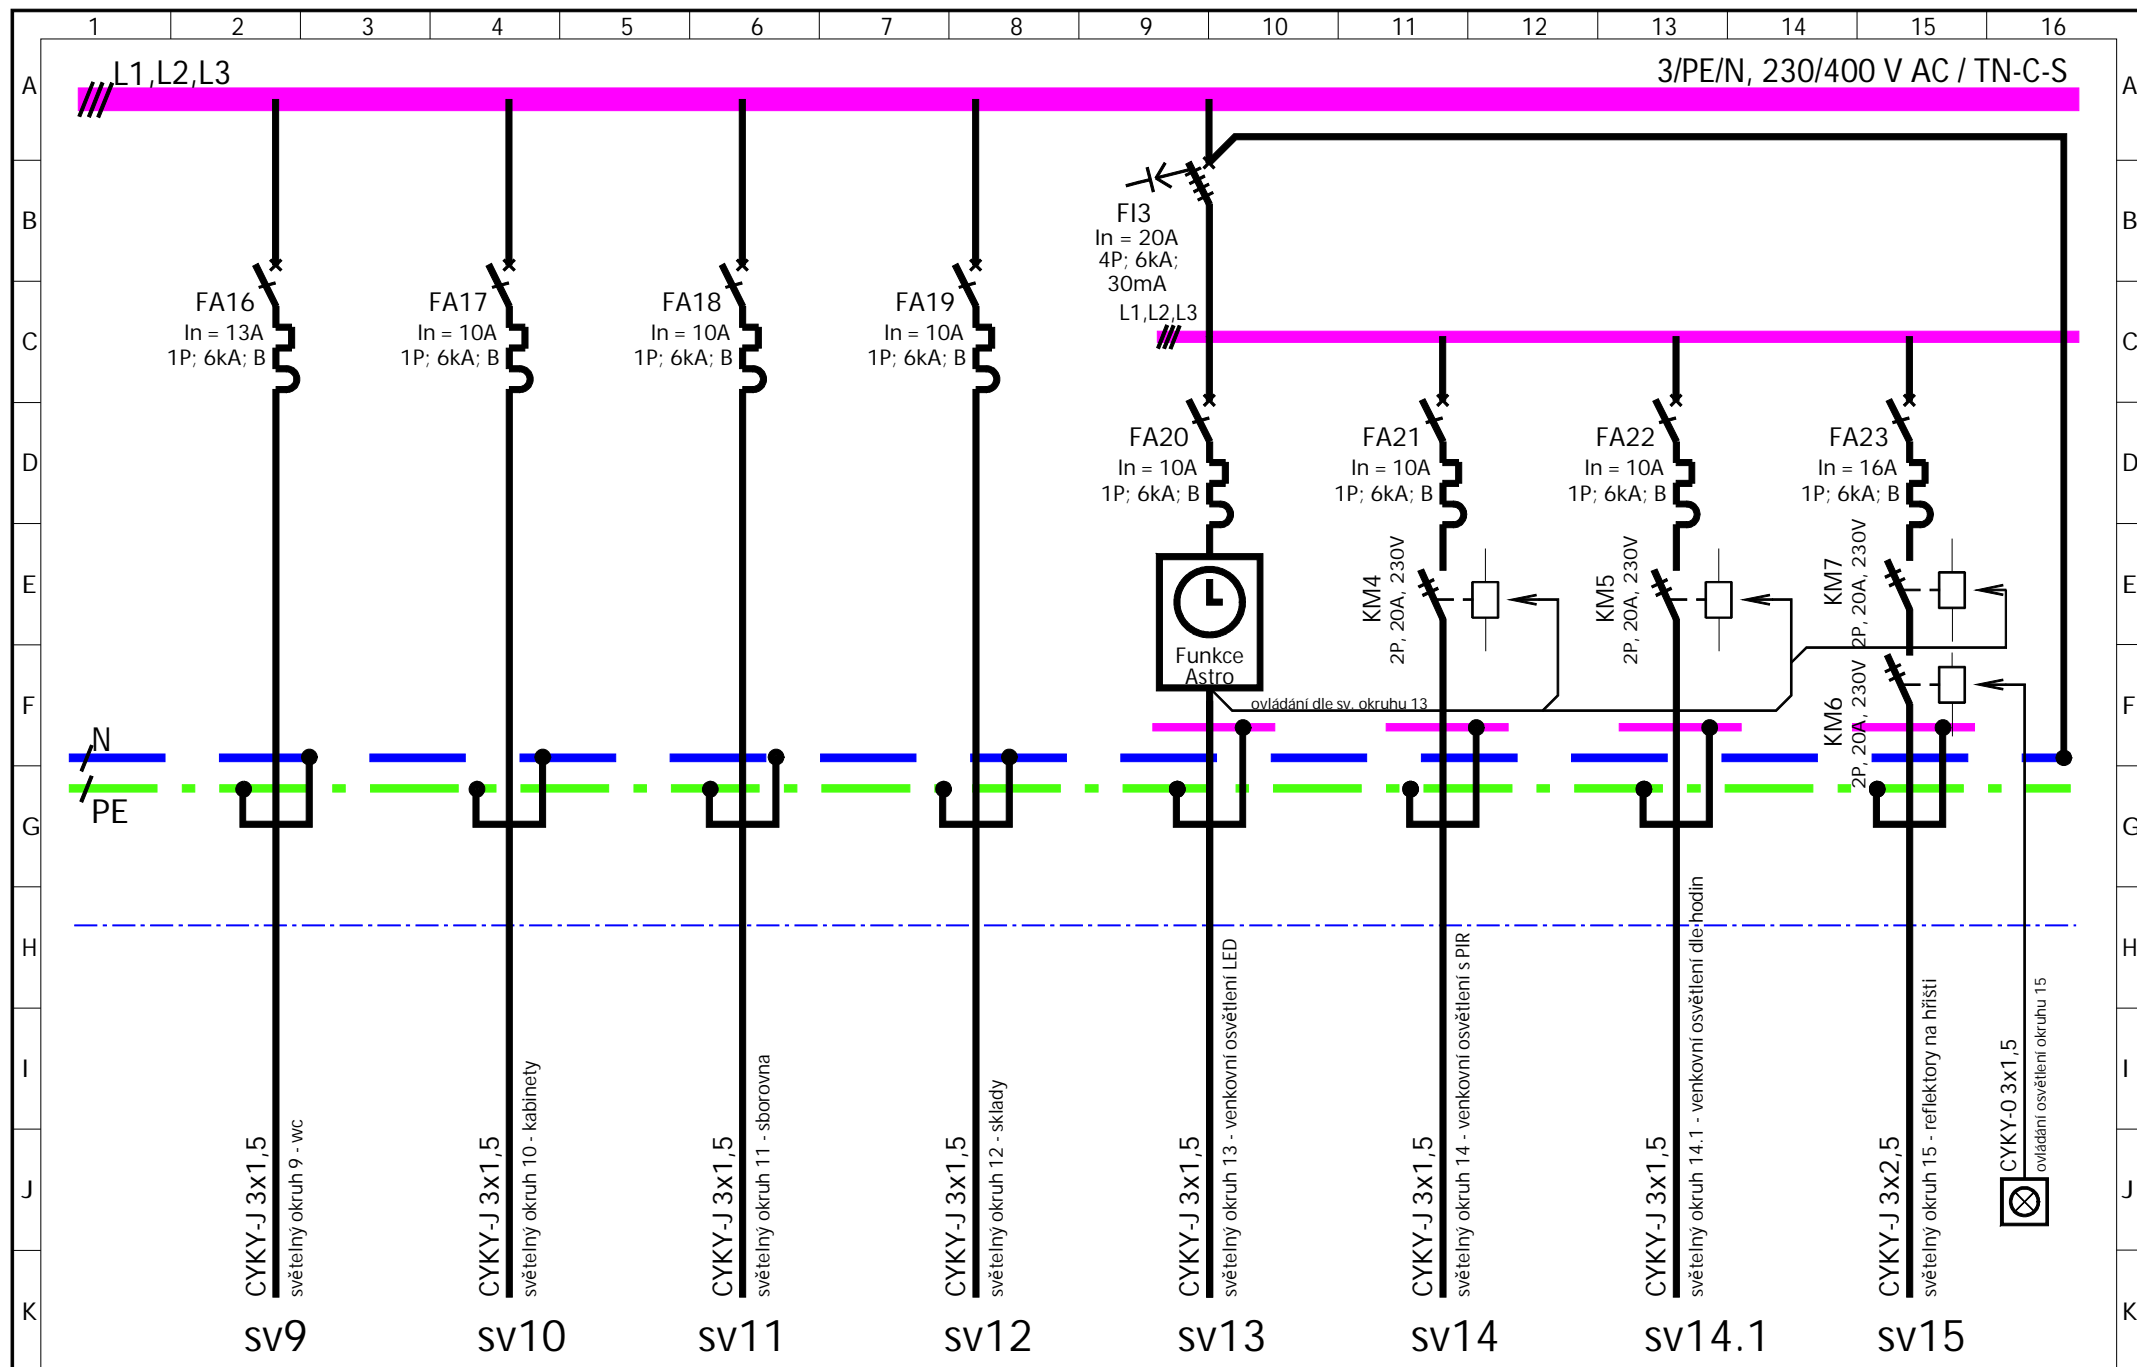 1 2 3 4 5 6 7 8 9 10 11 12 13 14 15 16
A L1,L2,L3 3/PE/N, 230/400 V AC / TN-C-S A
B B
FI3
In = 20A
4P; 6kA;
30mA
L1,L2,L3
C C
FA16
In = 13A
1P; 6kA; B
FA17
In = 10A
1P; 6kA; B
FA18
In = 10A
1P; 6kA; B
FA19
In = 10A
1P; 6kA; B
D D
FA20
In = 10A
1P; 6kA; B
FA21
In = 10A
1P; 6kA; B
FA22
In = 10A
1P; 6kA; B
FA23
In = 16A
1P; 6kA; B
E E
Funkce
Astro
KM4
2P, 20A, 230V
KM5
2P, 20A, 230V
KM7
2P, 20A, 230V
F F
ovládání dle sv. okruhu 13
KM6
2P, 20A, 230V
N
PE
G G
H H
I I
J J
K K
CYKY-J 3x1,5
světelný okruh 9 - wc
CYKY-J 3x1,5
světelný okruh 10 - kabinety
CYKY-J 3x1,5
světelný okruh 11 - sborovna
CYKY-J 3x1,5
světelný okruh 12 - sklady
CYKY-J 3x1,5
světelný okruh 13 - venkovní osvětlení LED
CYKY-J 3x1,5
světelný okruh 14 - venkovní osvětlení s PIR
CYKY-J 3x1,5
světelný okruh 14.1 - venkovní osvětlení dle hodin
CYKY-J 3x2,5
světelný okruh 15 - reflektory na hřišti
CYKY-O 3x1,5
ovládání osvětlení okruhu 15
sv9 sv10 sv11 sv12 sv13 sv14 sv14.1 sv15